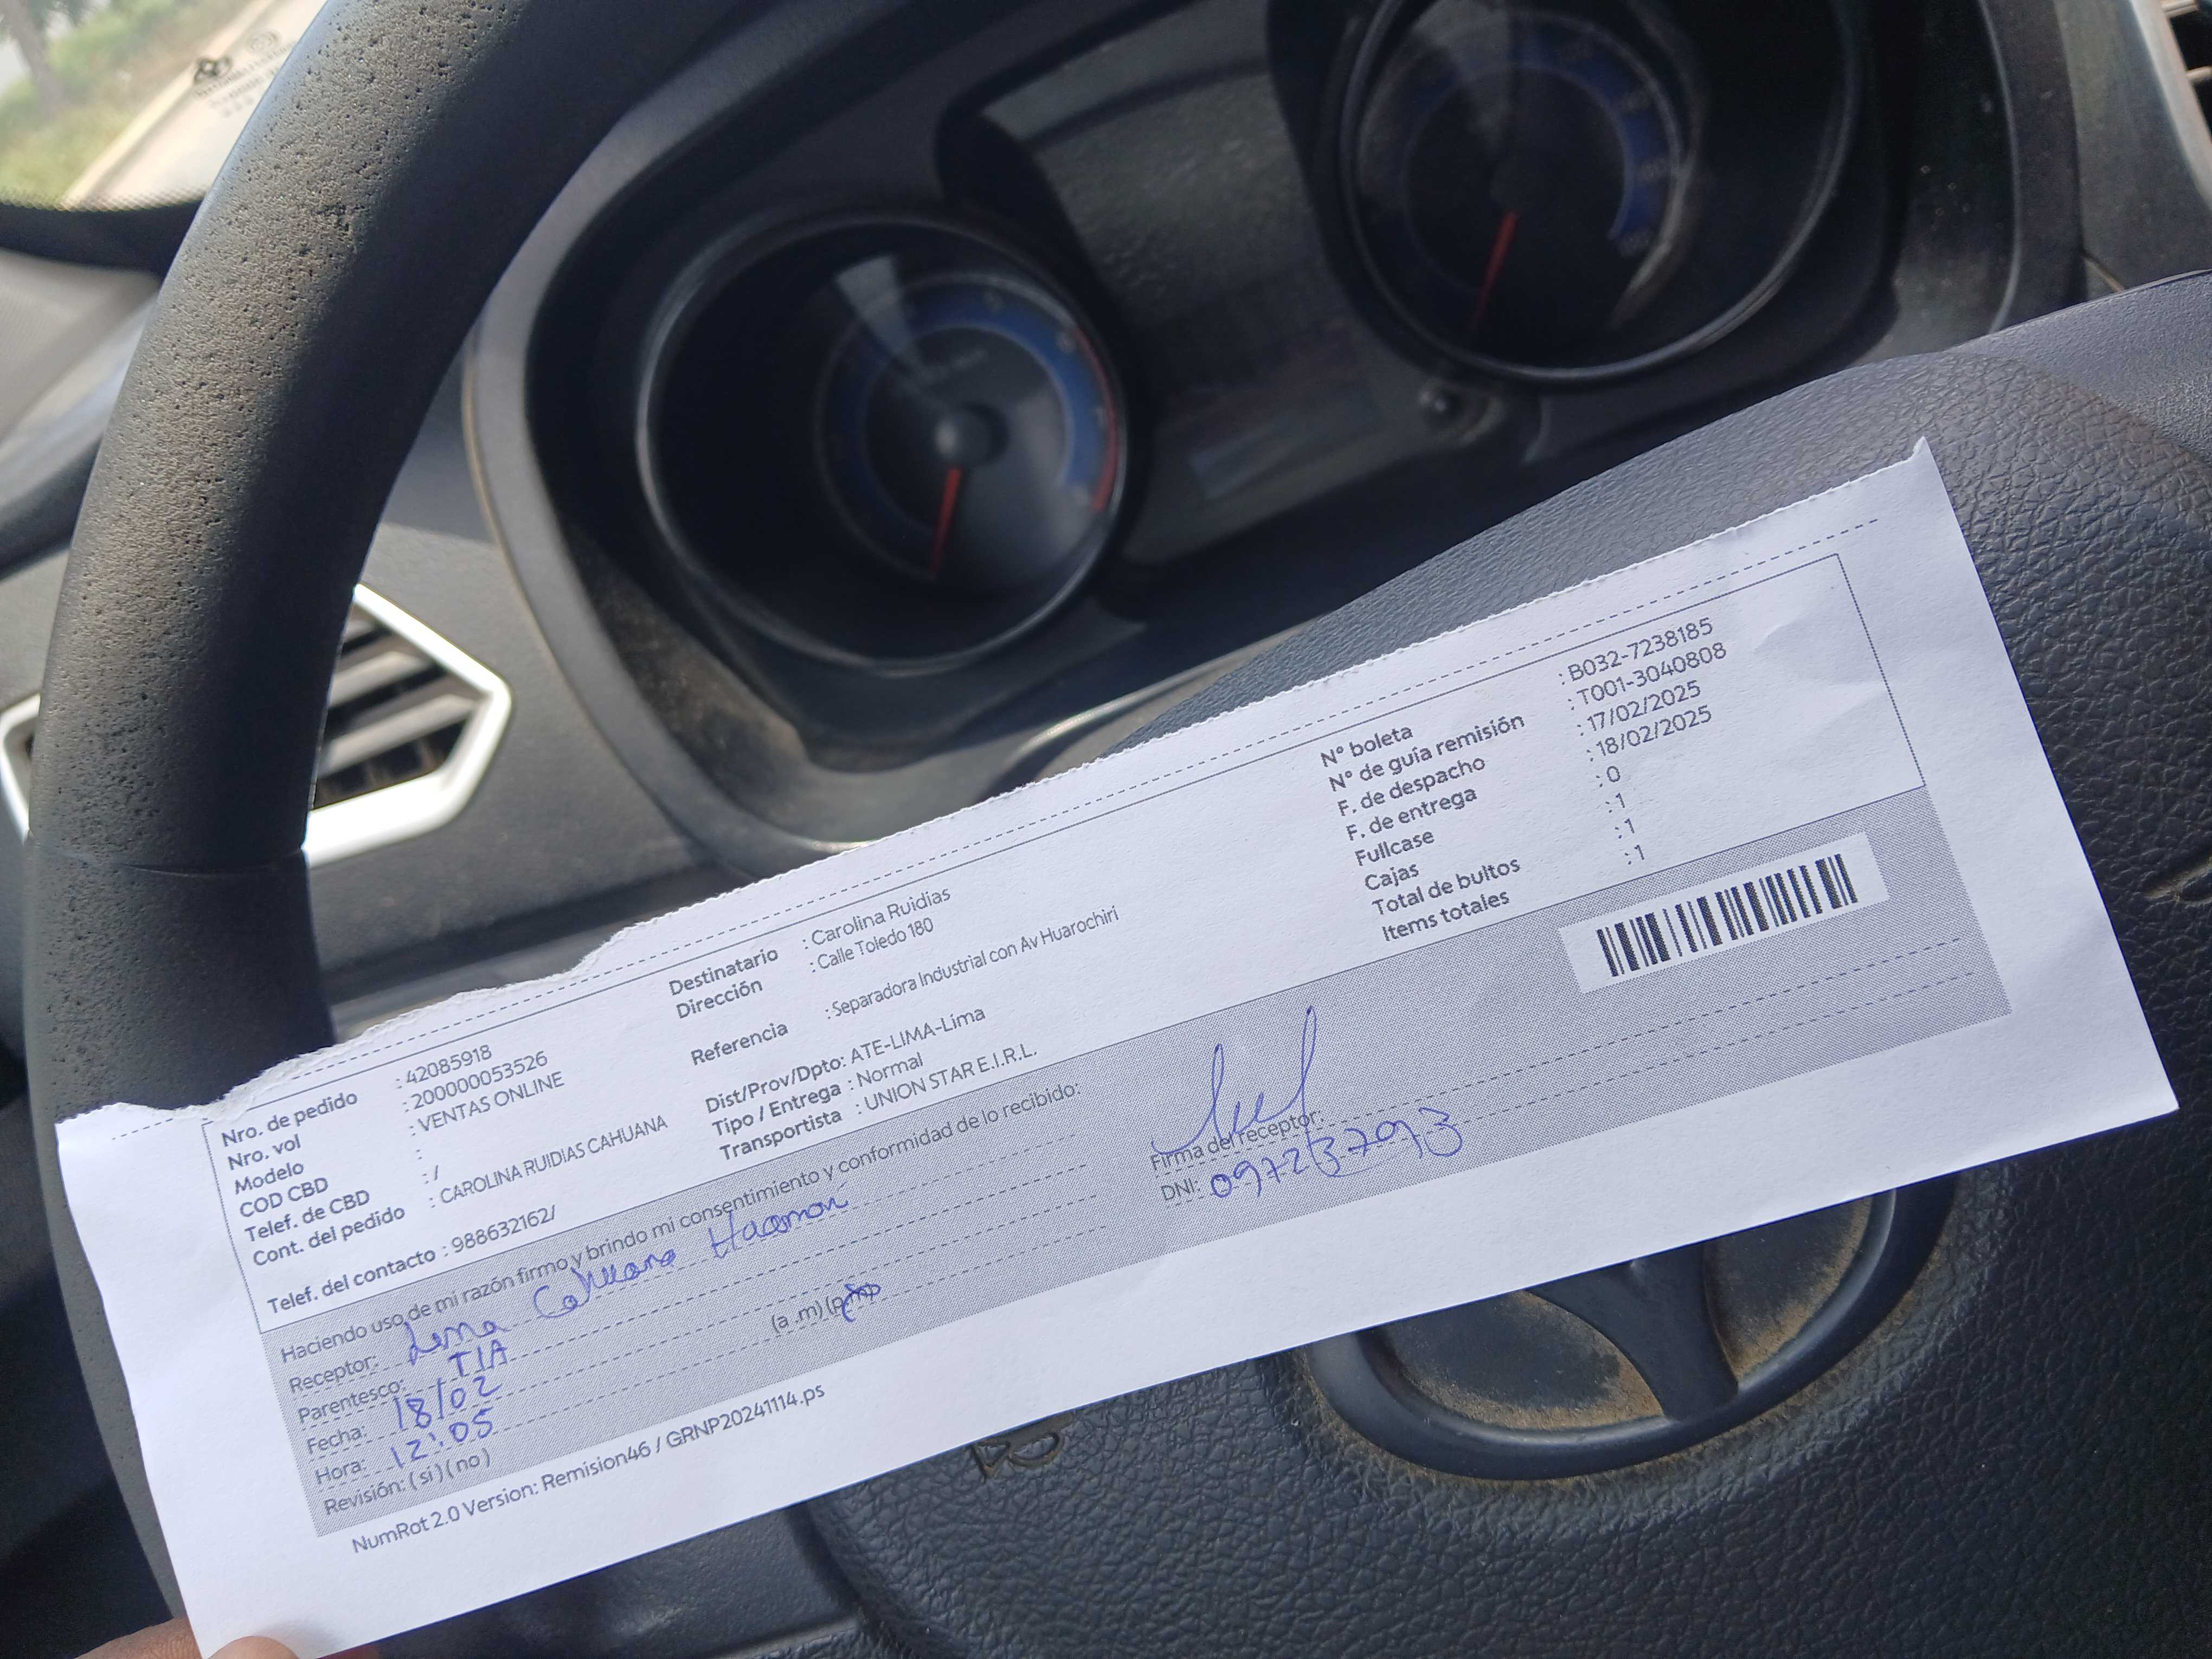 Nro. de pedido : 42085918
Nro. vol : 200000053526
Modelo : VENTAS ONLINE
COD CBD :
Telef. de CBD : /
Cont. del pedido : CAROLINA RUIDIAS CAHUANA
Telef. del contacto : 988632162/
Destinatario : Carolina Ruidias
Dirección : Calle Toledo 180
Referencia : Separadora Industrial con Av Huarochirí
Dist/Prov/Dpto: ATE-LIMA-Lima
Tipo / Entrega : Normal
Transportista : UNION STAR E.I.R.L.
N° boleta : B032-7238185
N° de guía remisión : T001-3040808
F. de despacho : 17/02/2025
F. de entrega : 18/02/2025
Fullcase : 0
Cajas : 1
Total de bultos : 1
Items totales : 1
Haciendo uso de mi razón firmo y brindo mi consentimiento y conformidad de lo recibido:
Receptor: Cahuana
Parentesco: TIA
Fecha: 18/02
Hora: 12:05 (a .m) (p.m)
Revisión: ( si ) ( no )
Firma del receptor:
DNI:
NumRot 2.0 Version: Remision46 / GRNP20241114.ps